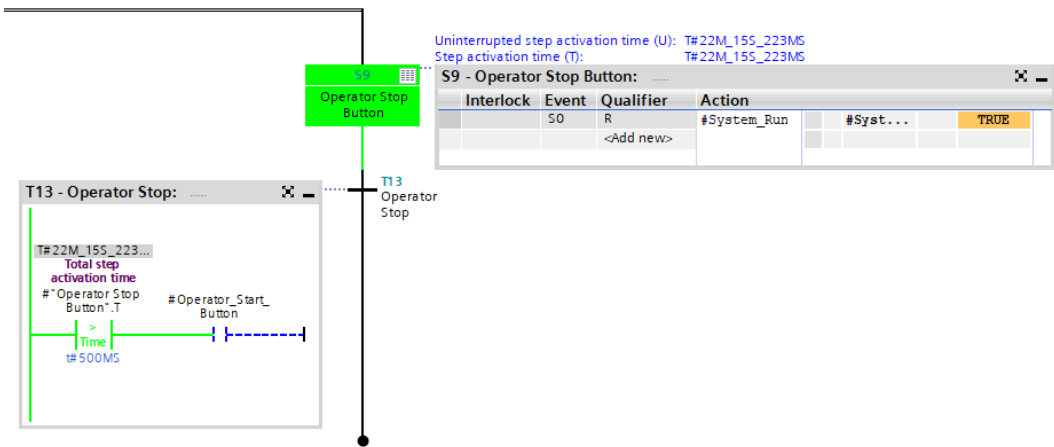 Uninterrupted step activation time (U): T#22M_15S_223MS
Step activation time (T): T#22M_15S_223MS
S9
Operator Stop
Button
S9 - Operator Stop Button: .....
Interlock Event Qualifier Action
S0 R #System_Run #Syst... TRUE
<Add new>
T13
Operator
Stop
T13 - Operator Stop: .....
T#22M_15S_223...
Total step
activation time
#"Operator Stop
Button".T
#Operator_Start_
Button
>
Time
t#500MS